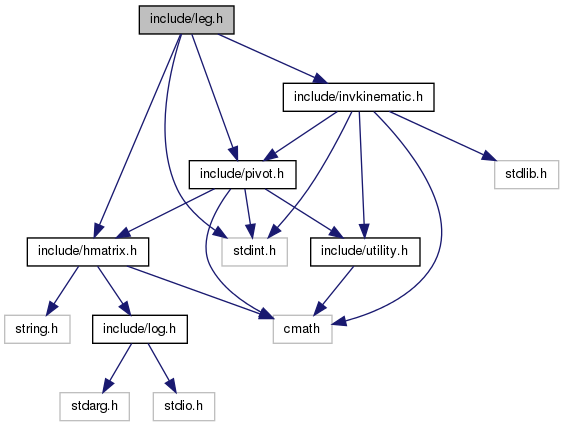 include/leg.h
include/invkinematic.h
include/pivot.h
stdlib.h
include/hmatrix.h
stdint.h
include/utility.h
string.h
include/log.h
cmath
stdarg.h
stdio.h